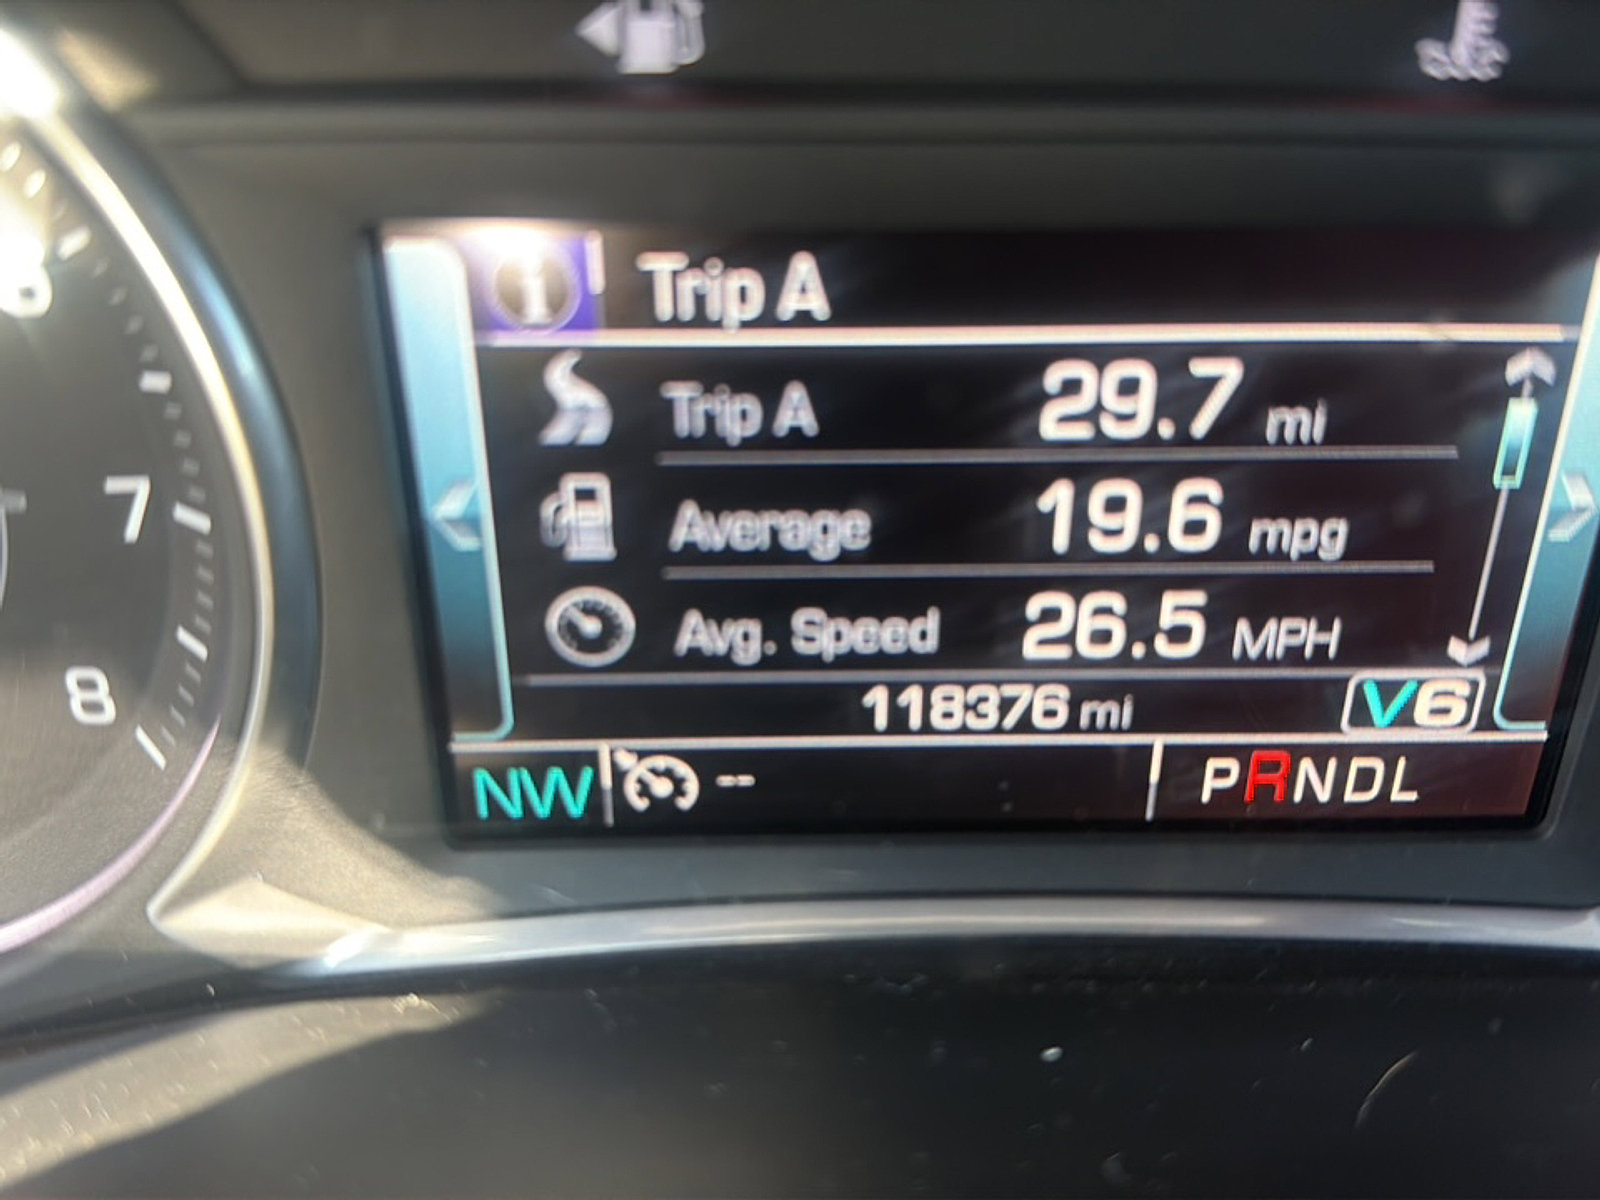 Trip A
Trip A 29.7 mi
Average 19.6 mpg
Avg. Speed 26.5 MPH
118376 mi V6
NW -- PRNDL
7
8